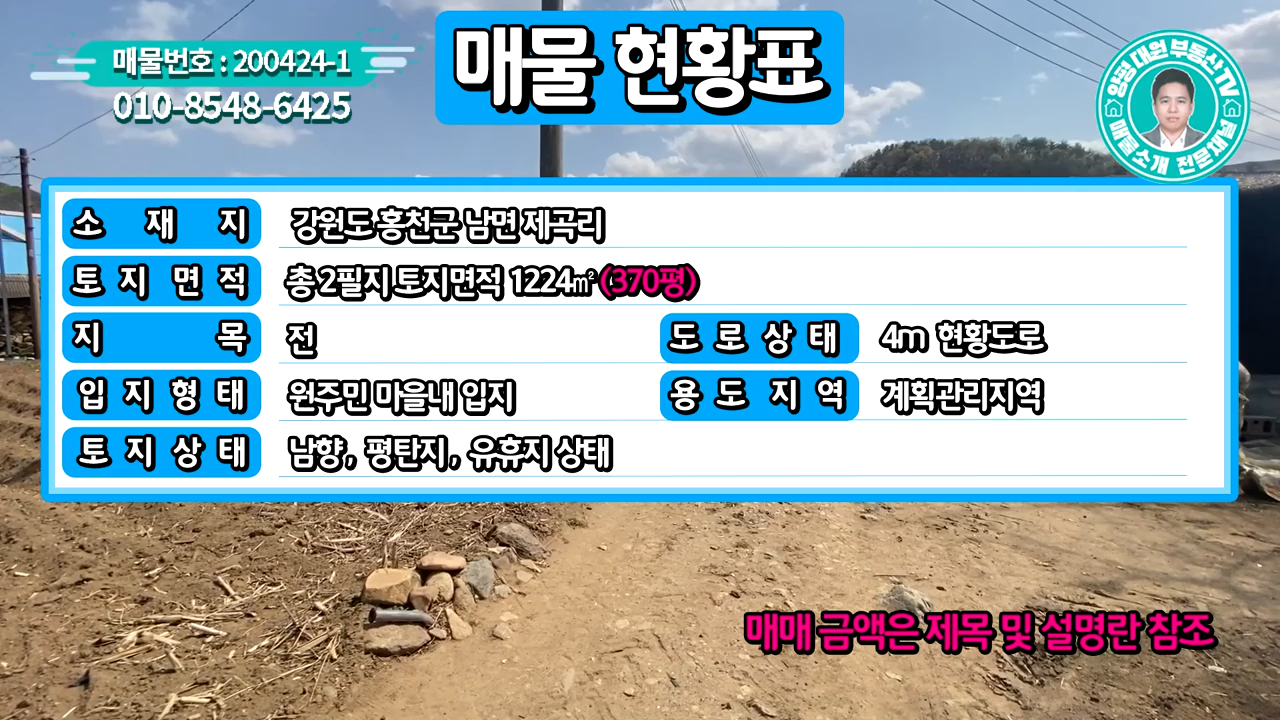 매물번호 : 200424-1
010-8548-6425
매물 현황표
양평 대원 부동산 TV
매물소개 전문채널
소재지 강원도 홍천군 남면 제곡리
토지면적 총 2필지 토지면적 1224㎡ (370평)
지목 전 도로상태 4m 현황도로
입지형태 원주민 마을내 입지 용도지역 계획관리지역
토지상태 남향, 평탄지, 유휴지 상태
매매 금액은 제목 및 설명란 참조